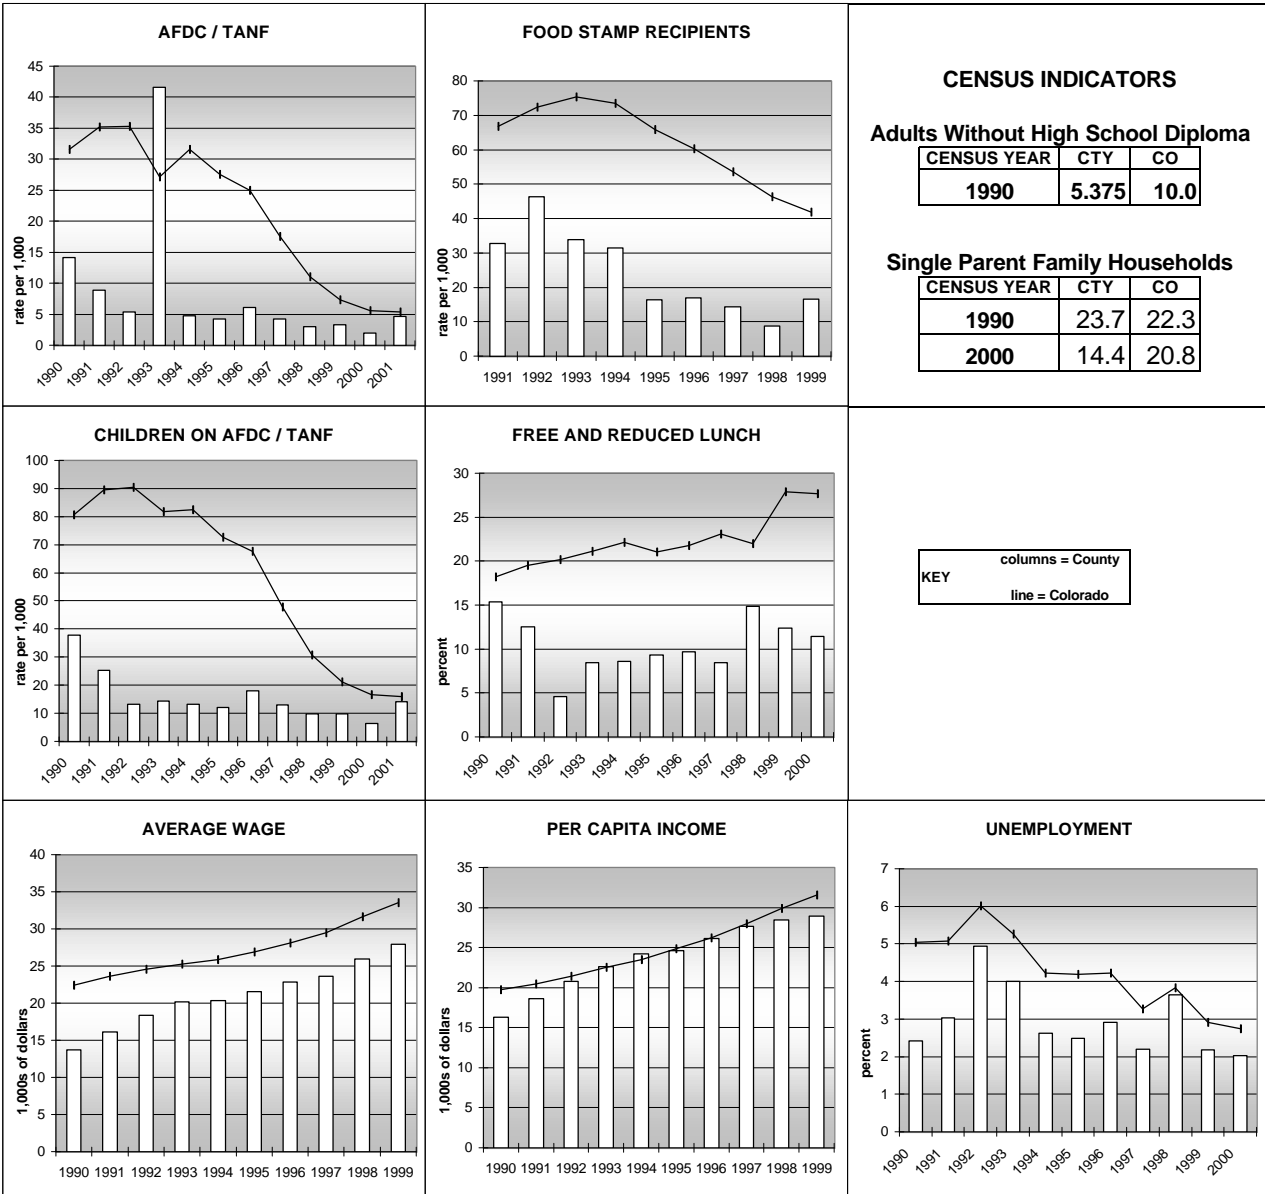 AFDC / TANF
45
40
35
30
25
20
15
10
5
0
rate per 1,000
1990 1991 1992 1993 1994 1995 1996 1997 1998 1999 2000 2001
FOOD STAMP RECIPIENTS
80
70
60
50
40
30
20
10
0
rate per 1,000
1991 1992 1993 1994 1995 1996 1997 1998 1999
CENSUS INDICATORS
Adults Without High School Diploma
CENSUS YEAR CTY CO
1990 5.375 10.0
Single Parent Family Households
CENSUS YEAR CTY CO
1990 23.7 22.3
2000 14.4 20.8
CHILDREN ON AFDC / TANF
100
90
80
70
60
50
40
30
20
10
0
rate per 1,000
1990 1991 1992 1993 1994 1995 1996 1997 1998 1999 2000 2001
FREE AND REDUCED LUNCH
30
25
20
15
10
5
0
percent
1990 1991 1992 1993 1994 1995 1996 1997 1998 1999 2000
columns = County
KEY
line = Colorado
AVERAGE WAGE
40
35
30
25
20
15
10
5
0
1,000s of dollars
1990 1991 1992 1993 1994 1995 1996 1997 1998 1999
PER CAPITA INCOME
35
30
25
20
15
10
5
0
1,000s of dollars
1990 1991 1992 1993 1994 1995 1996 1997 1998 1999
UNEMPLOYMENT
7
6
5
4
3
2
1
0
percent
1990 1991 1992 1993 1994 1995 1996 1997 1998 1999 2000